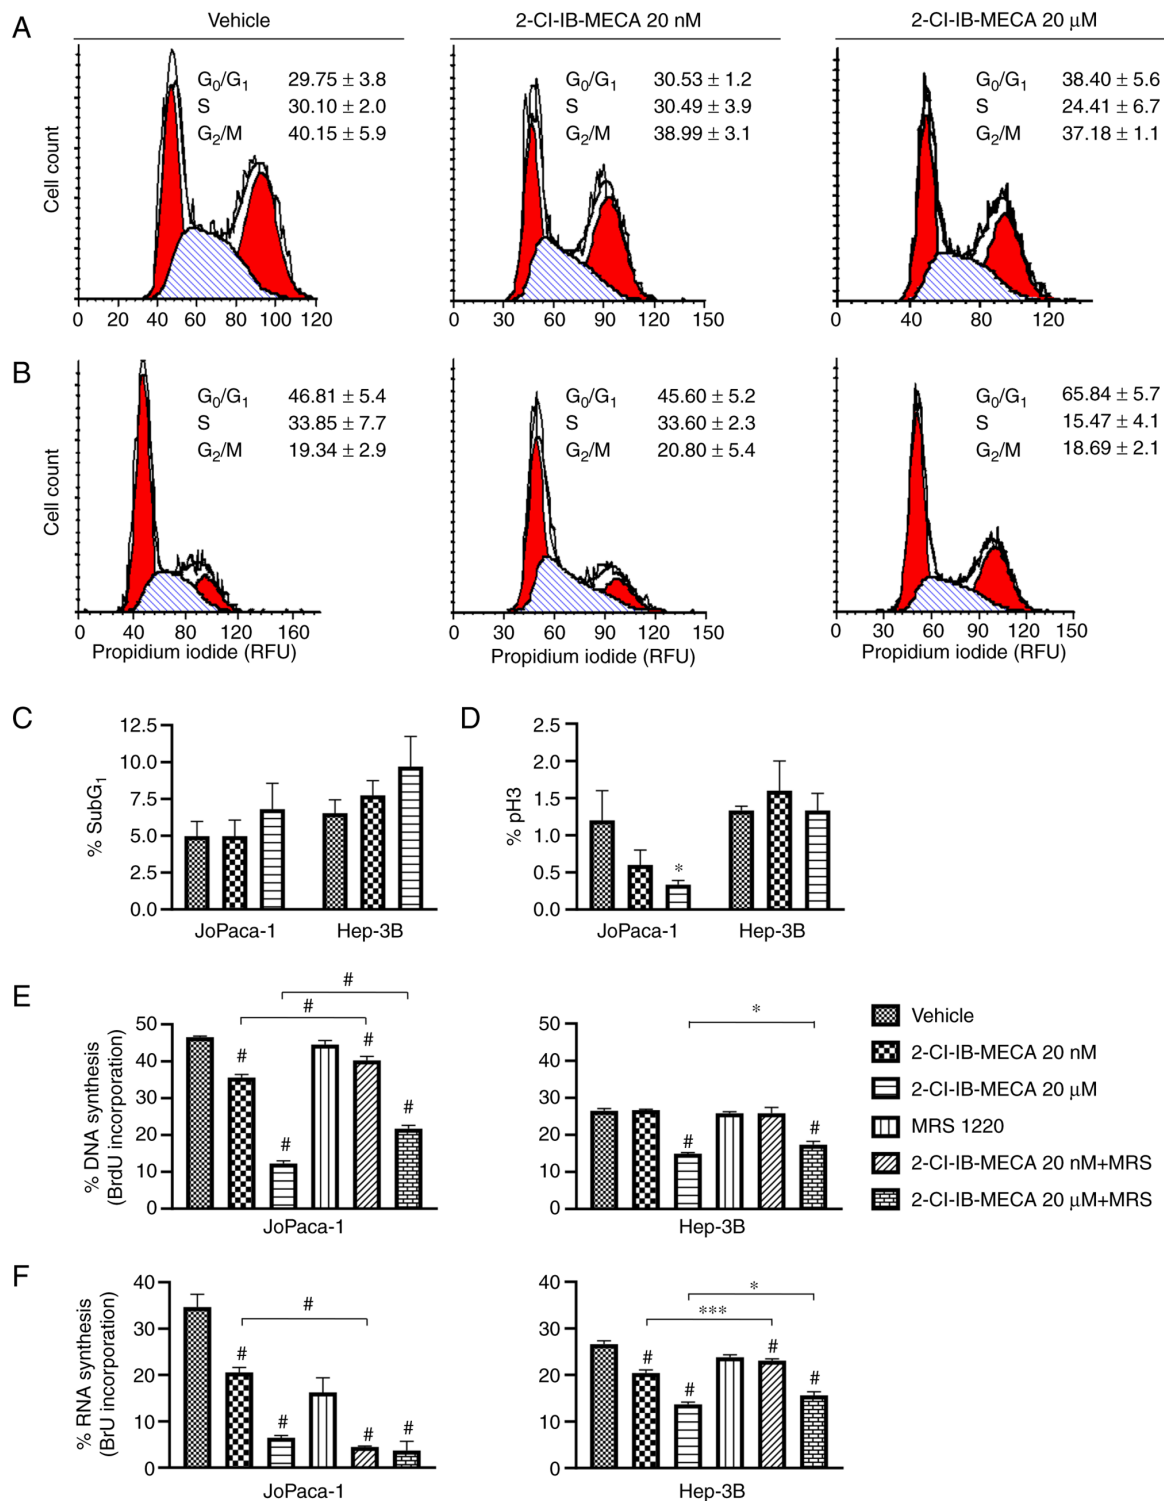 A
Vehicle
2-CI-IB-MECA 20 nM
2-CI-IB-MECA 20 µM
Cell count
G0/G1 29.75 ± 3.8
S 30.10 ± 2.0
G2/M 40.15 ± 5.9
0 20 40 60 80 100 120
G0/G1 30.53 ± 1.2
S 30.49 ± 3.9
G2/M 38.99 ± 3.1
0 30 60 90 120 150
G0/G1 38.40 ± 5.6
S 24.41 ± 6.7
G2/M 37.18 ± 1.1
0 40 80 120
B
Cell count
G0/G1 46.81 ± 5.4
S 33.85 ± 7.7
G2/M 19.34 ± 2.9
0 40 80 120 160
Propidium iodide (RFU)
G0/G1 45.60 ± 5.2
S 33.60 ± 2.3
G2/M 20.80 ± 5.4
0 30 60 90 120 150
Propidium iodide (RFU)
G0/G1 65.84 ± 5.7
S 15.47 ± 4.1
G2/M 18.69 ± 2.1
0 30 60 90 120 150
Propidium iodide (RFU)
C
% SubG1
12.5
10.0
7.5
5.0
2.5
0.0
JoPaca-1 Hep-3B
D
% pH3
2.5
2.0
1.5
1.0
0.5
0.0
*
JoPaca-1 Hep-3B
E
% DNA synthesis
(BrdU incorporation)
50
40
30
20
10
0
#
#
# # # #
JoPaca-1
50
40
30
20
10
0
*
# #
Hep-3B
Vehicle
2-CI-IB-MECA 20 nM
2-CI-IB-MECA 20 µM
MRS 1220
2-CI-IB-MECA 20 nM+MRS
2-CI-IB-MECA 20 µM+MRS
F
% RNA synthesis
(BrU incorporation)
40
30
20
10
0
#
# # # #
JoPaca-1
40
30
20
10
0
*
***
# # # #
Hep-3B